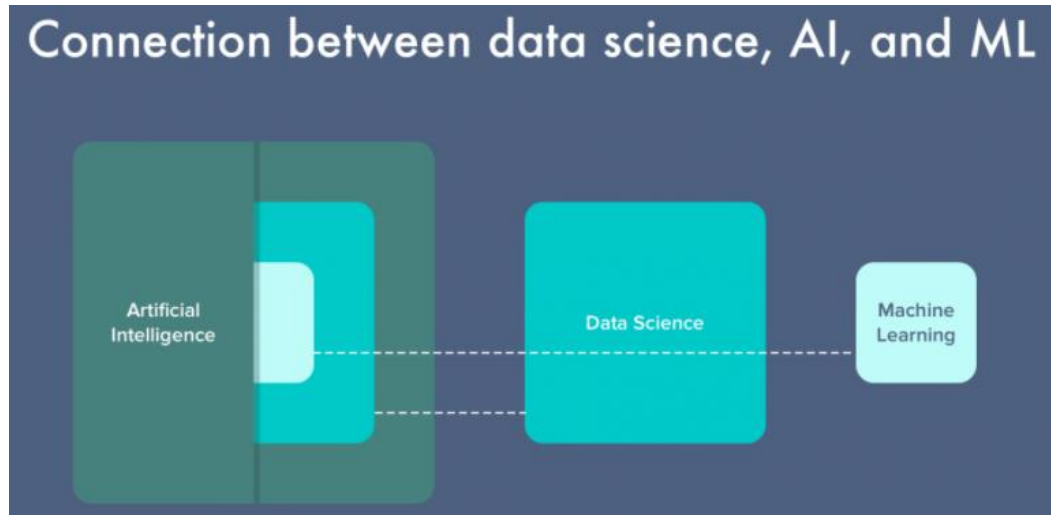 Connection between data science, AI, and ML
Artificial
Intelligence
Data Science
Machine
Learning